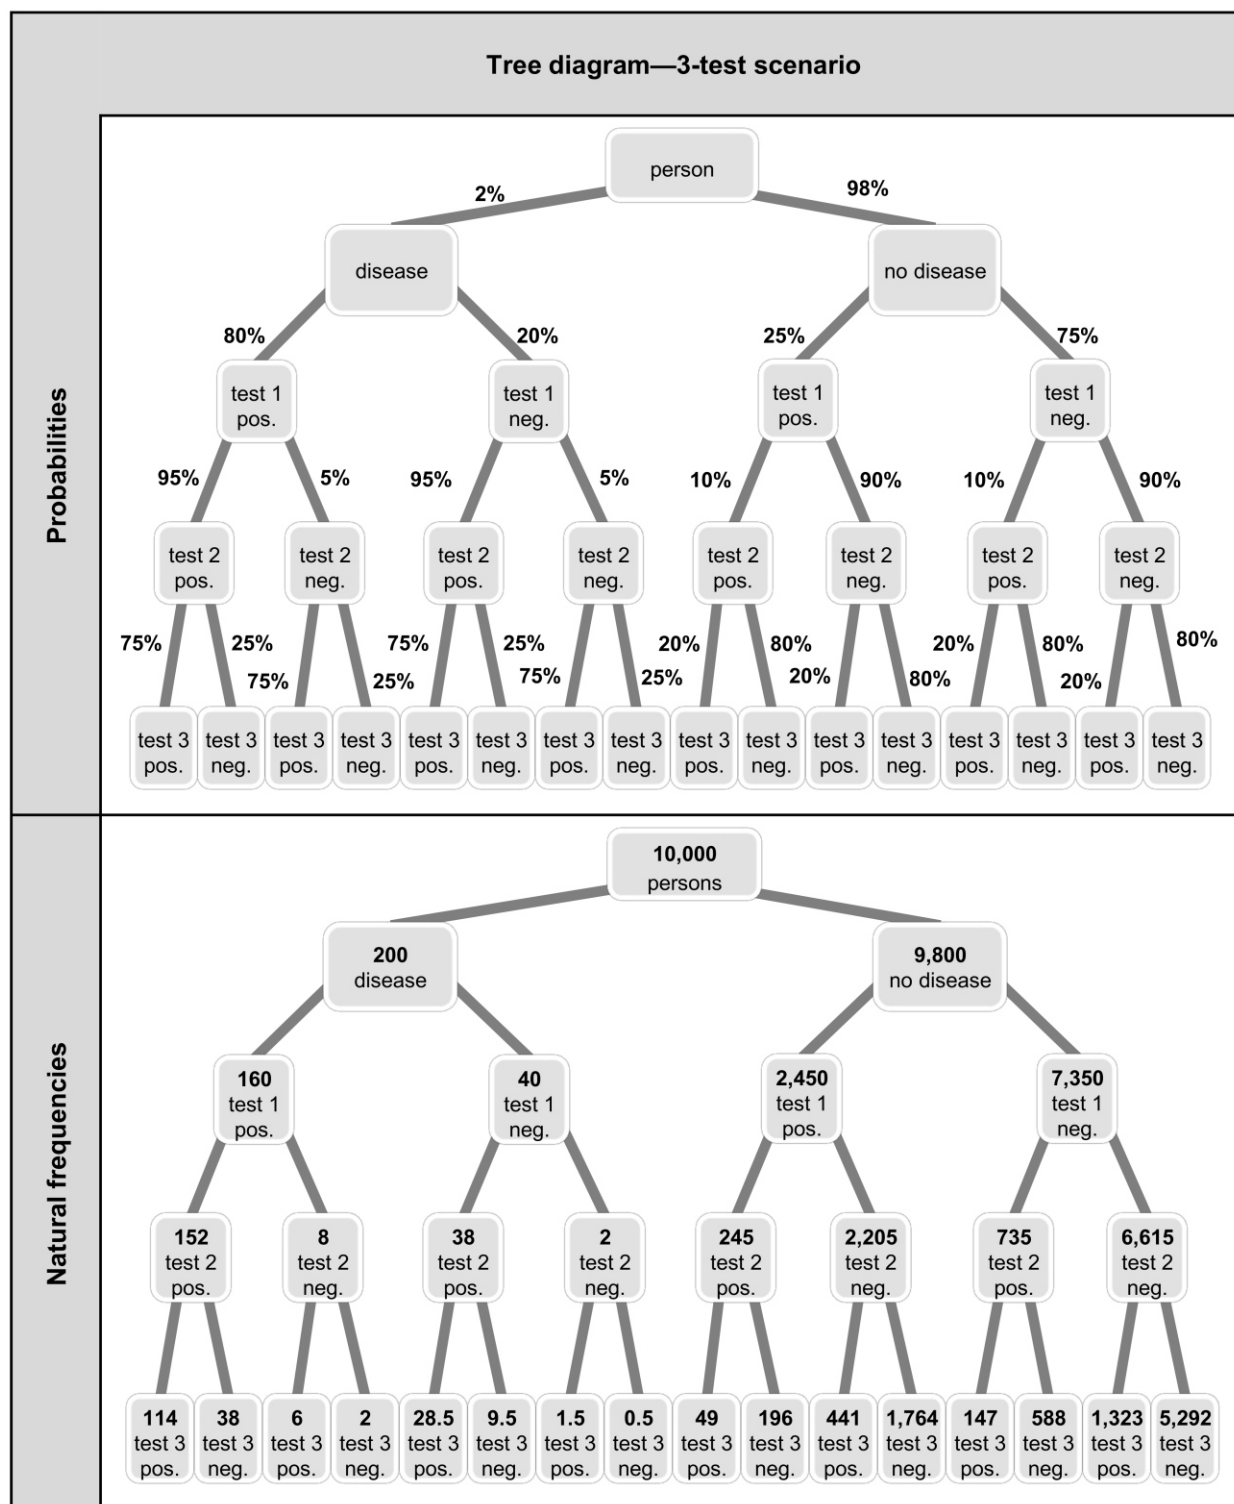 Tree diagram—3-test scenario
Probabilities
person
2% 98%
disease no disease
80% 20% 25% 75%
test 1 test 1 test 1 test 1
pos. neg. pos. neg.
95% 5% 95% 5% 10% 90% 10% 90%
test 2 test 2 test 2 test 2 test 2 test 2 test 2 test 2
pos. neg. pos. neg. pos. neg. pos. neg.
75% 25% 75% 25% 20% 80% 20% 80% 80%
75% 25% 75% 25% 20% 80% 20%
test 3 test 3 test 3 test 3 test 3 test 3 test 3 test 3 test 3 test 3 test 3 test 3 test 3 test 3 test 3 test 3
pos. neg. pos. neg. pos. neg. pos. neg. pos. neg. pos. neg. pos. neg. pos. neg.
Natural frequencies
10,000
persons
200 9,800
disease no disease
160 40 2,450 7,350
test 1 test 1 test 1 test 1
pos. neg. pos. neg.
152 8 38 2 245 2,205 735 6,615
test 2 test 2 test 2 test 2 test 2 test 2 test 2 test 2
pos. neg. pos. neg. pos. neg. pos. neg.
114 38 6 2 28.5 9.5 1.5 0.5 49 196 441 1,764 147 588 1,323 5,292
test 3 test 3 test 3 test 3 test 3 test 3 test 3 test 3 test 3 test 3 test 3 test 3 test 3 test 3 test 3 test 3
pos. neg. pos. neg. pos. neg. pos. neg. pos. neg. pos. neg. pos. neg. pos. neg.